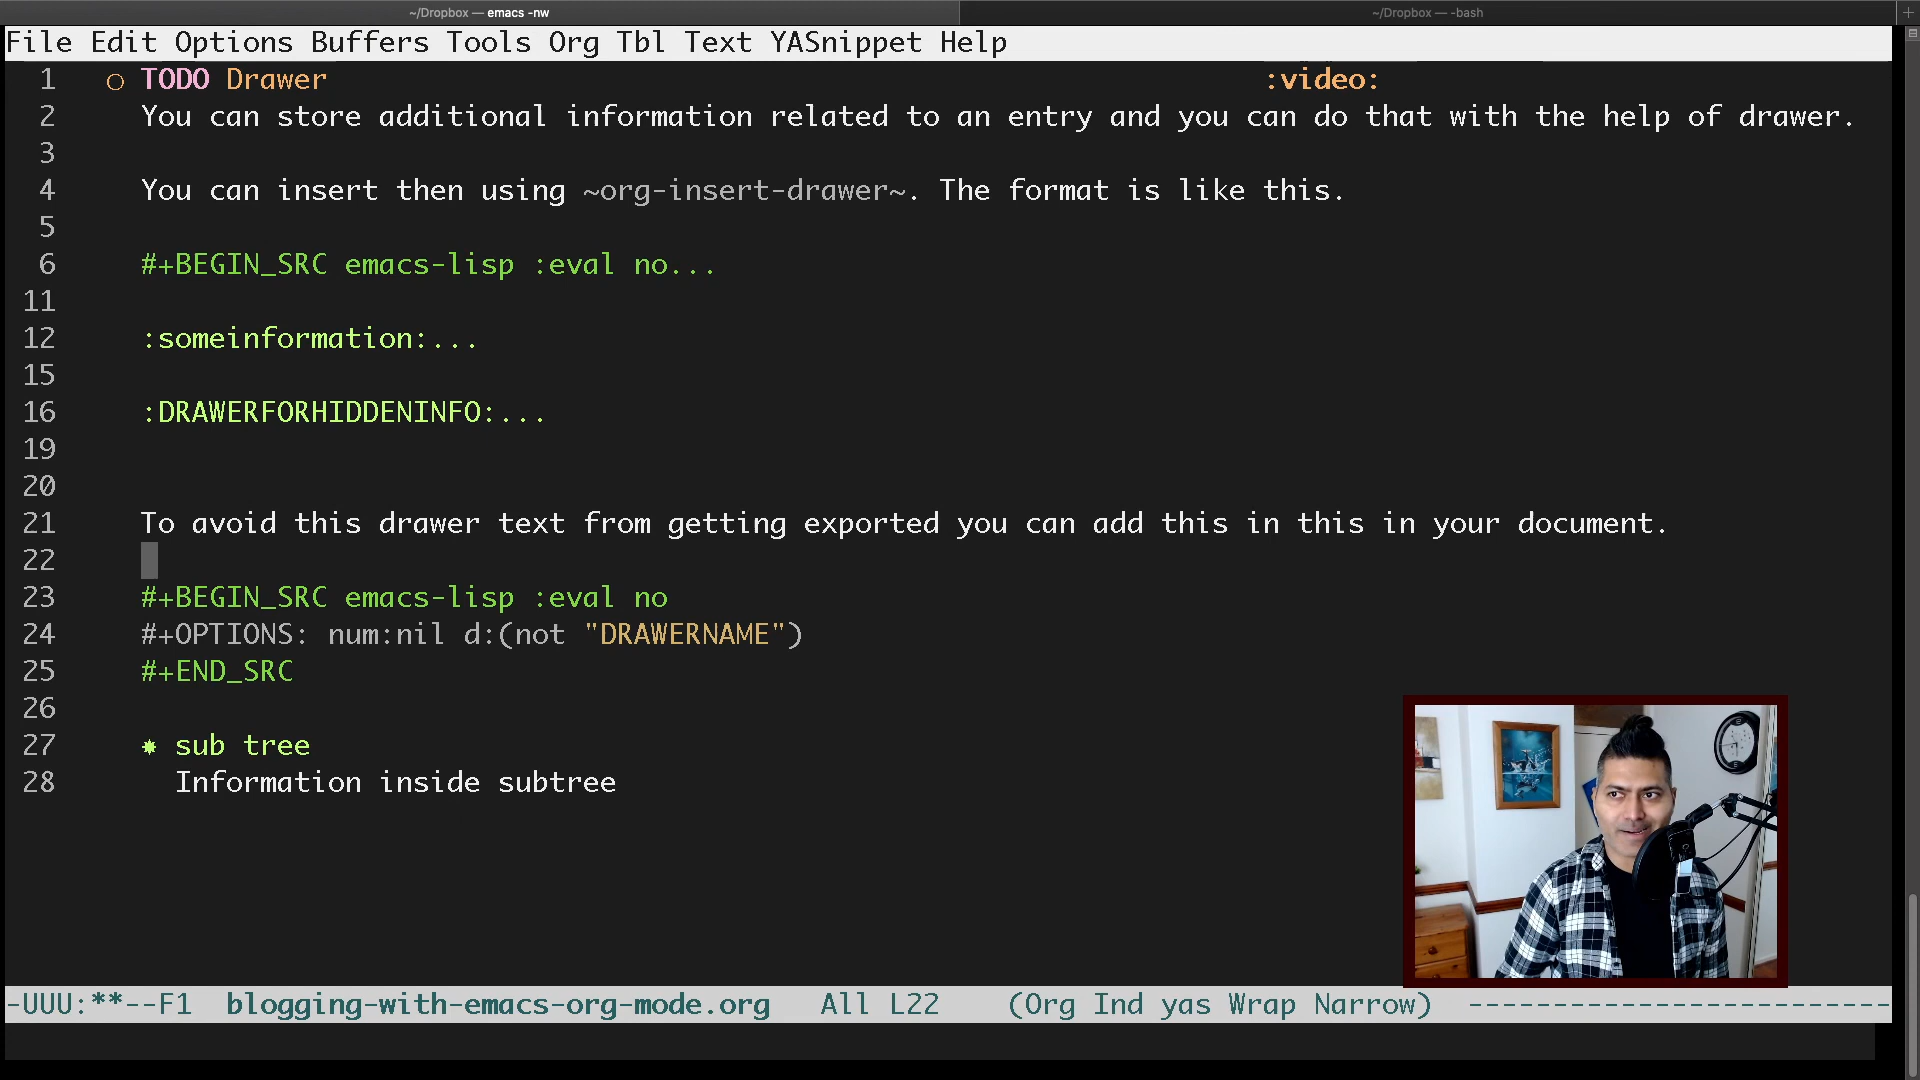 ~/Dropbox — emacs -nw
~/Dropbox — -bash
File Edit Options Buffers Tools Org Tbl Text YASnippet Help
1 ○ TODO Drawer :video:
2 You can store additional information related to an entry and you can do that with the help of drawer.
3
4 You can insert then using ~org-insert-drawer~. The format is like this.
5
6 #+BEGIN_SRC emacs-lisp :eval no...
11
12 :someinformation:...
15
16 :DRAWERFORHIDDENINFO:...
19
20
21 To avoid this drawer text from getting exported you can add this in this in your document.
22
23 #+BEGIN_SRC emacs-lisp :eval no
24 #+OPTIONS: num:nil d:(not "DRAWERNAME")
25 #+END_SRC
26
27 ✸ sub tree
28 Information inside subtree
-UUU:**--F1 blogging-with-emacs-org-mode.org All L22 (Org Ind yas Wrap Narrow) -------------------------